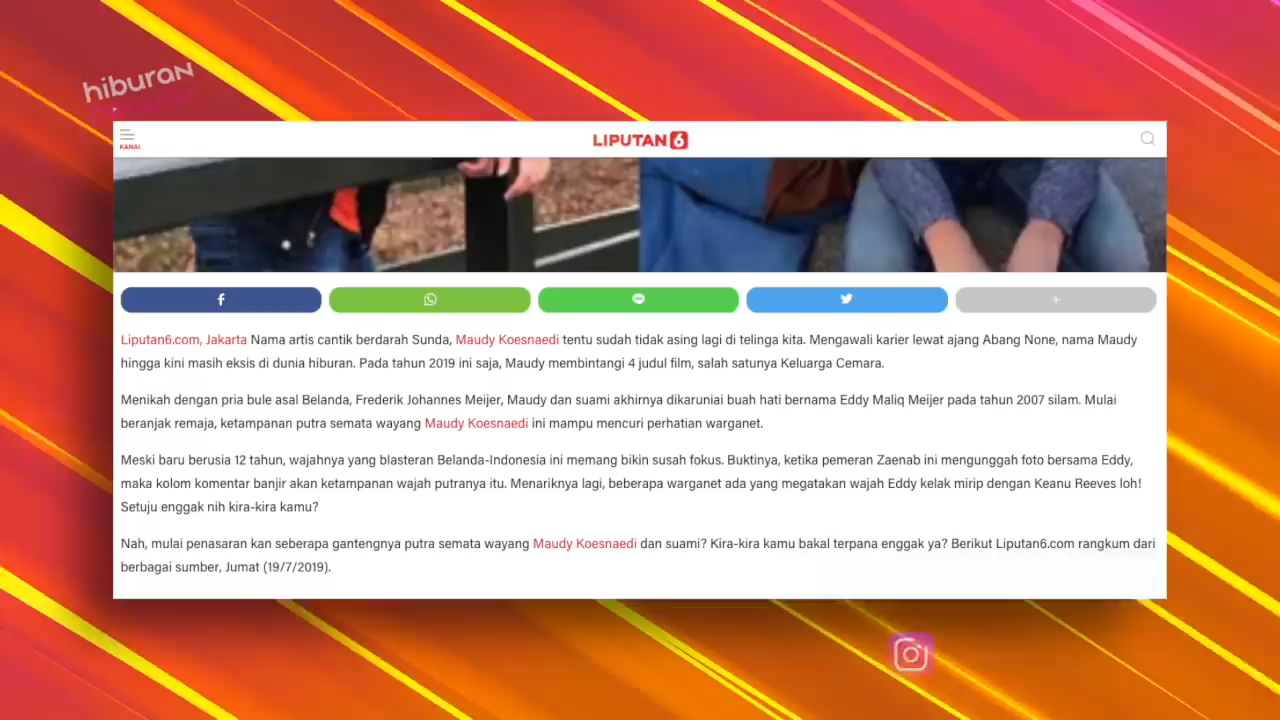 hiburan
KANAL
LIPUTAN 6
Liputan6.com, Jakarta Nama artis cantik berdarah Sunda, Maudy Koesnaedi tentu sudah tidak asing lagi di telinga kita. Mengawali karier lewat ajang Abang None, nama Maudy
hingga kini masih eksis di dunia hiburan. Pada tahun 2019 ini saja, Maudy membintangi 4 judul film, salah satunya Keluarga Cemara.
Menikah dengan pria bule asal Belanda, Frederik Johannes Meijer, Maudy dan suami akhirnya dikaruniai buah hati bernama Eddy Maliq Meijer pada tahun 2007 silam. Mulai
beranjak remaja, ketampanan putra semata wayang Maudy Koesnaedi ini mampu mencuri perhatian warganet.
Meski baru berusia 12 tahun, wajahnya yang blasteran Belanda-Indonesia ini memang bikin susah fokus. Buktinya, ketika pemeran Zaenab ini mengunggah foto bersama Eddy,
maka kolom komentar banjir akan ketampanan wajah putranya itu. Menariknya lagi, beberapa warganet ada yang megatakan wajah Eddy kelak mirip dengan Keanu Reeves loh!
Setuju enggak nih kira-kira kamu?
Nah, mulai penasaran kan seberapa gantengnya putra semata wayang Maudy Koesnaedi dan suami? Kira-kira kamu bakal terpana enggak ya? Berikut Liputan6.com rangkum dari
berbagai sumber, Jumat (19/7/2019).